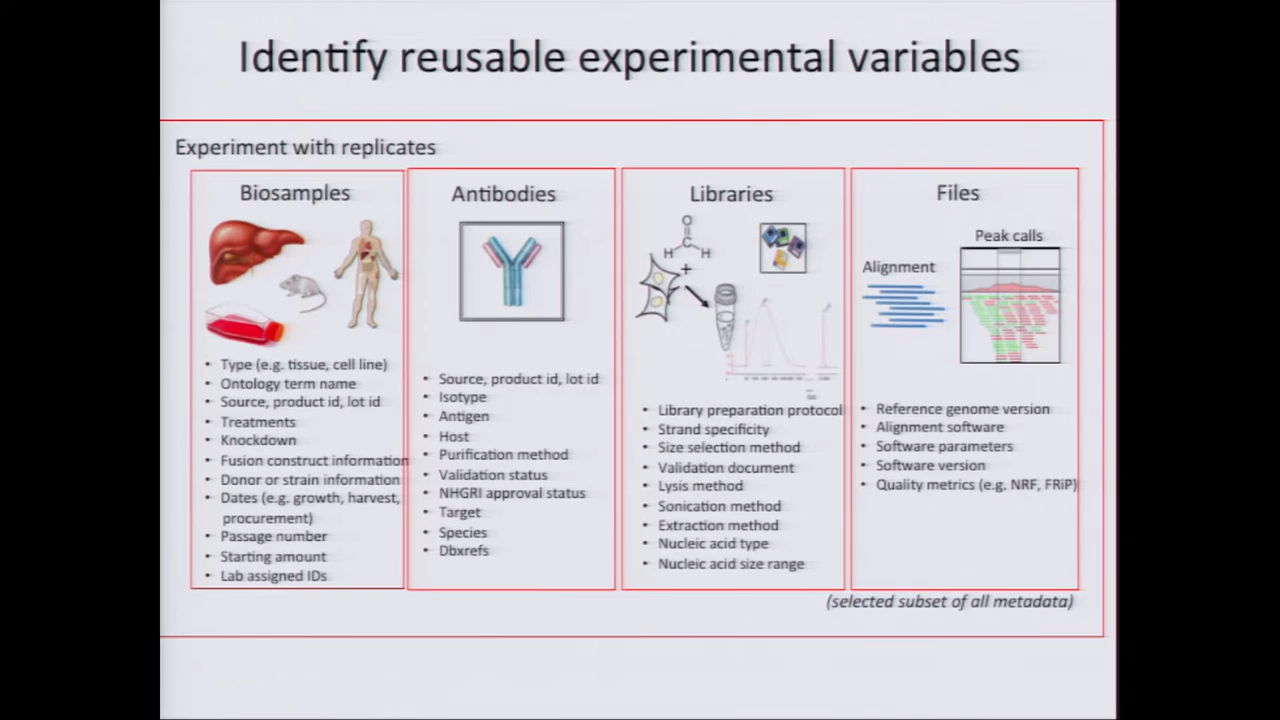 Identify reusable experimental variables
Experiment with replicates
Biosamples
• Type (e.g. tissue, cell line)
• Ontology term name
• Source, product id, lot id
• Treatments
• Knockdown
• Fusion construct information
• Donor or strain information
• Dates (e.g. growth, harvest,
procurement)
• Passage number
• Starting amount
• Lab assigned IDs
Antibodies
• Source, product id, lot id
• Isotype
• Antigen
• Host
• Purification method
• Validation status
• NHGRI approval status
• Target
• Species
• Dbxrefs
Libraries
O
C
H H
+
• Library preparation protocol
• Strand specificity
• Size selection method
• Validation document
• Lysis method
• Sonication method
• Extraction method
• Nucleic acid type
• Nucleic acid size range
Files
Peak calls
Alignment
• Reference genome version
• Alignment software
• Software parameters
• Software version
• Quality metrics (e.g. NRF, FRiP)
(selected subset of all metadata)